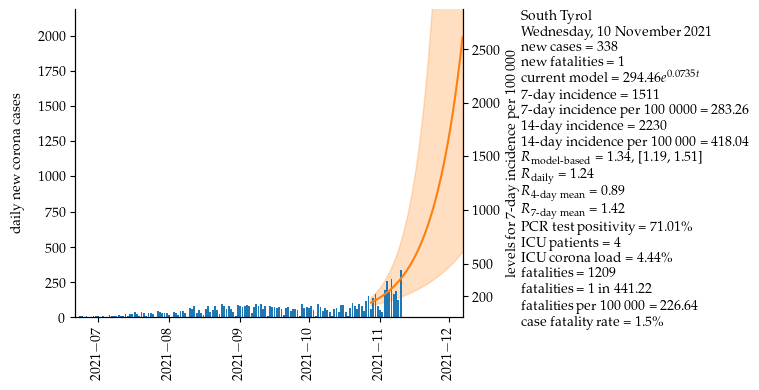 2000
1750
1500
1250
1000
750
500
250
0
daily new corona cases
2021−07
2021−08
2021−09
2021−10
2021−11
2021−12
2500
2000
1500
1000
500
200
levels for 7-day incidence per 100 000
South Tyrol
Wednesday, 10 November 2021
new cases = 338
new fatalities = 1
current model = 294.46e^0.0735t
7-day incidence = 1511
7-day incidence per 100 0000 = 283.26
14-day incidence = 2230
14-day incidence per 100 000 = 418.04
R model-based = 1.34, [1.19, 1.51]
R daily = 1.24
R 4-day mean = 0.89
R 7-day mean = 1.42
PCR test positivity = 71.01%
ICU patients = 4
ICU corona load = 4.44%
fatalities = 1209
fatalities = 1 in 441.22
fatalities per 100 000 = 226.64
case fatality rate = 1.5%